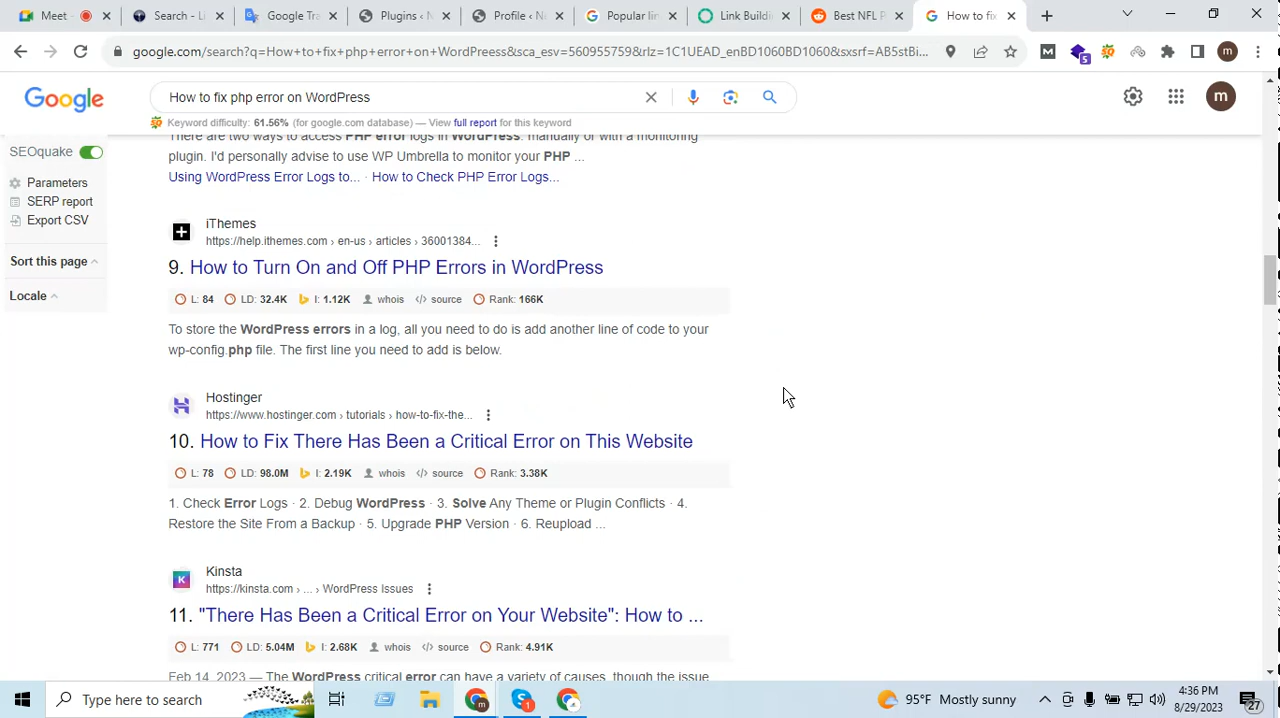 Meet -
Search - Li
Google Tra
Plugins ‹ N
Profile ‹ N
Popular lin
Link Buildin
Best NFL P
How to fix
google.com/search?q=How+to+fix+php+error+on+WordPreess&sca_esv=560955759&rlz=1C1UEAD_enBD1060BD1060&sxsrf=AB5stBi...
M
5
m
Google
How to fix php error on WordPress
m
Keyword difficulty: 61.56% (for google.com database) — View full report for this keyword
SEOquake
Parameters
SERP report
Export CSV
Sort this page
Locale
There are two ways to access PHP error logs in WordPress: manually or with a monitoring
plugin. I'd personally advise to use WP Umbrella to monitor your PHP ...
Using WordPress Error Logs to... · How to Check PHP Error Logs...
iThemes
https://help.ithemes.com › en-us › articles › 36001384...
9. How to Turn On and Off PHP Errors in WordPress
L: 84 LD: 32.4K I: 1.12K whois </> source Rank: 166K
To store the WordPress errors in a log, all you need to do is add another line of code to your
wp-config.php file. The first line you need to add is below.
Hostinger
https://www.hostinger.com › tutorials › how-to-fix-the...
10. How to Fix There Has Been a Critical Error on This Website
L: 78 LD: 98.0M I: 2.19K whois </> source Rank: 3.38K
1. Check Error Logs · 2. Debug WordPress · 3. Solve Any Theme or Plugin Conflicts · 4.
Restore the Site From a Backup · 5. Upgrade PHP Version · 6. Reupload ...
Kinsta
https://kinsta.com › ... › WordPress Issues
11. "There Has Been a Critical Error on Your Website": How to ...
L: 771 LD: 5.04M I: 2.68K whois </> source Rank: 4.91K
Feb 14, 2023 — The WordPress critical error can have a variety of causes, though the issue
Type here to search
m
1
95°F Mostly sunny
4:36 PM
8/29/2023
27